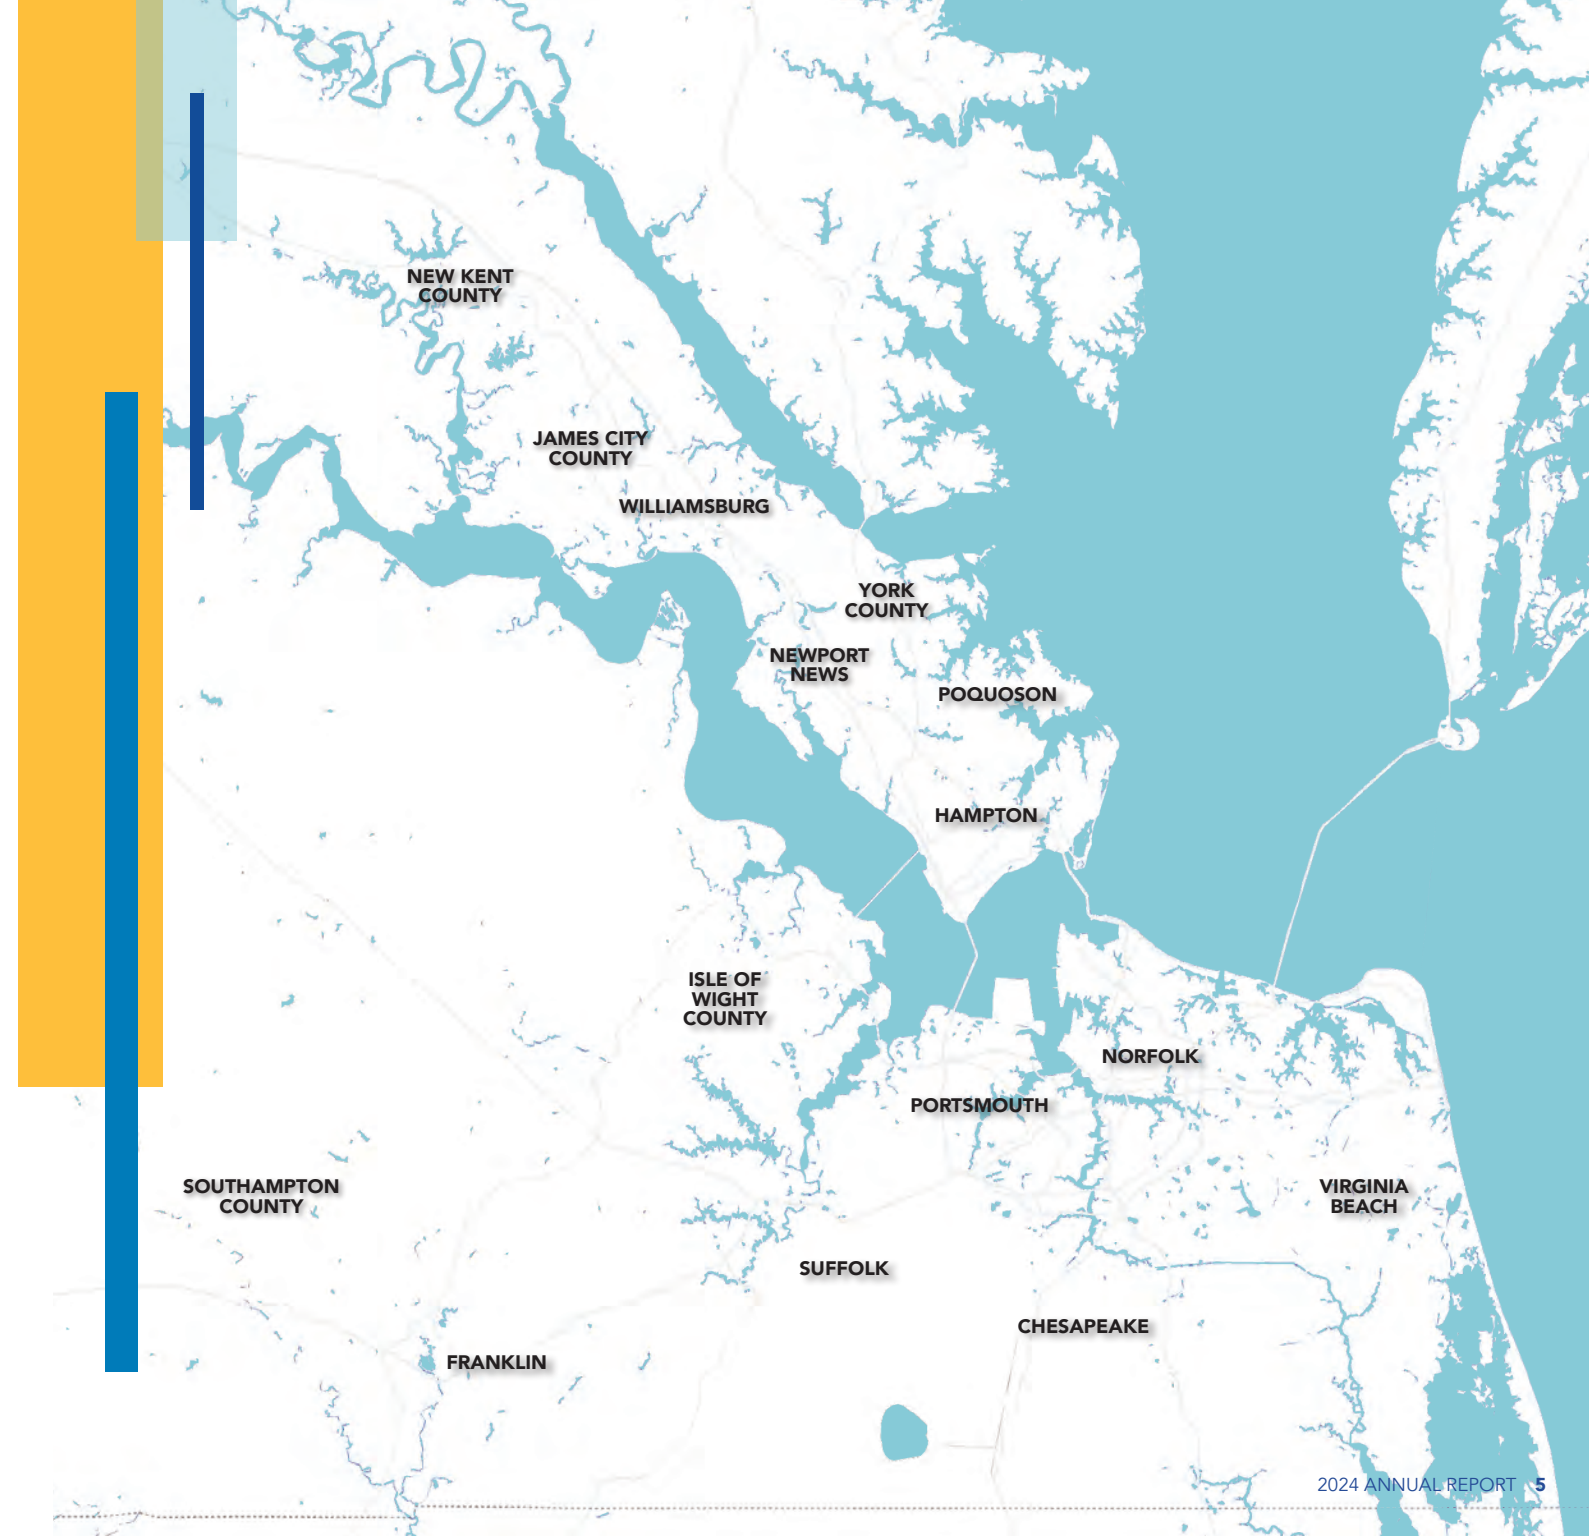 NEW KENT
COUNTY
JAMES CITY
COUNTY
WILLIAMSBURG
YORK
COUNTY
NEWPORT
NEWS
POQUOSON
HAMPTON
ISLE OF
WIGHT
COUNTY
NORFOLK
PORTSMOUTH
SOUTHAMPTON
COUNTY
VIRGINIA
BEACH
SUFFOLK
CHESAPEAKE
FRANKLIN
2024 ANNUAL REPORT 5